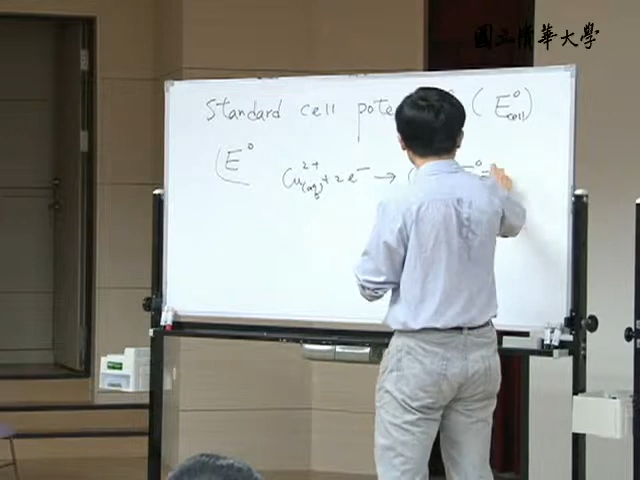 國立清華大學
Standard cell pote (E°cell)
E° Cu²⁺(aq) + 2e⁻ →